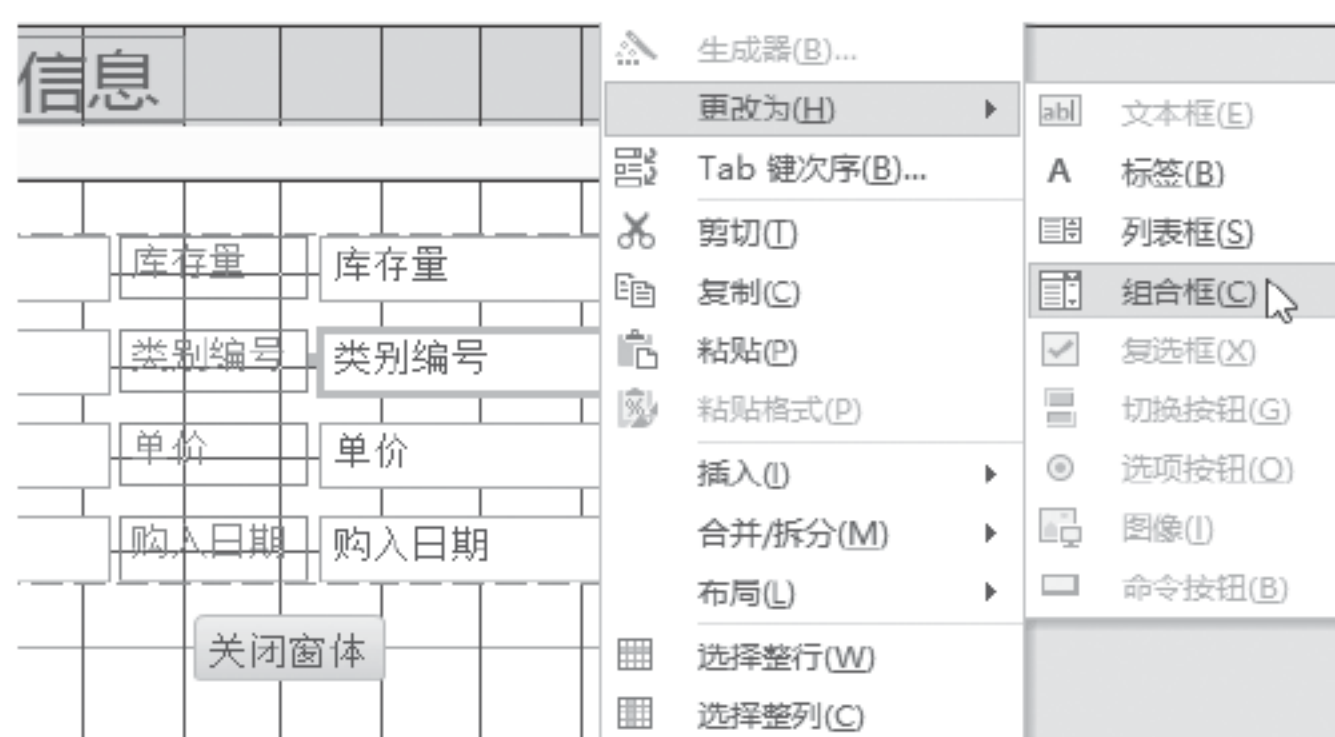 信息
库存量 库存量
类别编号 类别编号
单价 单价
购入日期 购入日期
关闭窗体
生成器(B)...
更改为(H)
Tab 键次序(B)...
剪切(T)
复制(C)
粘贴(P)
粘贴格式(P)
插入(I)
合并/拆分(M)
布局(L)
选择整行(W)
选择整列(C)
abl 文本框(E)
A 标签(B)
列表框(S)
组合框(C)
复选框(X)
切换按钮(G)
选项按钮(O)
图像(I)
命令按钮(B)